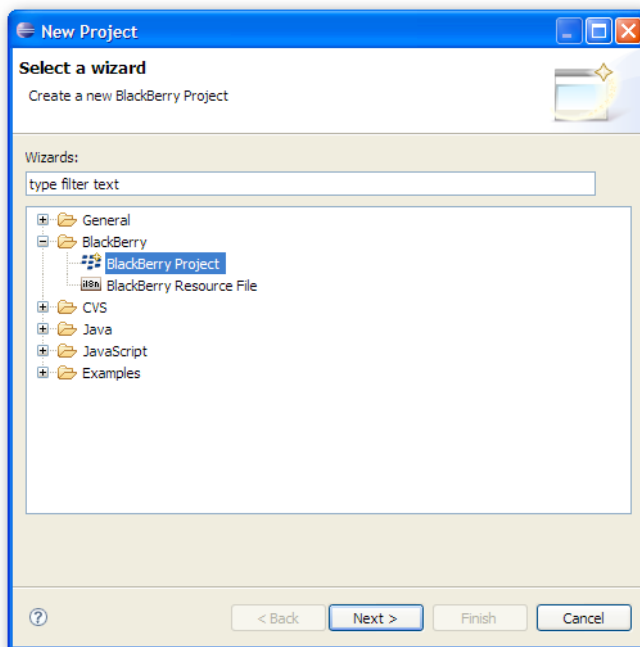 New Project
Select a wizard
Create a new BlackBerry Project
Wizards:
type filter text
General
BlackBerry
BlackBerry Project
i18n BlackBerry Resource File
CVS
Java
JavaScript
Examples
? < Back Next > Finish Cancel